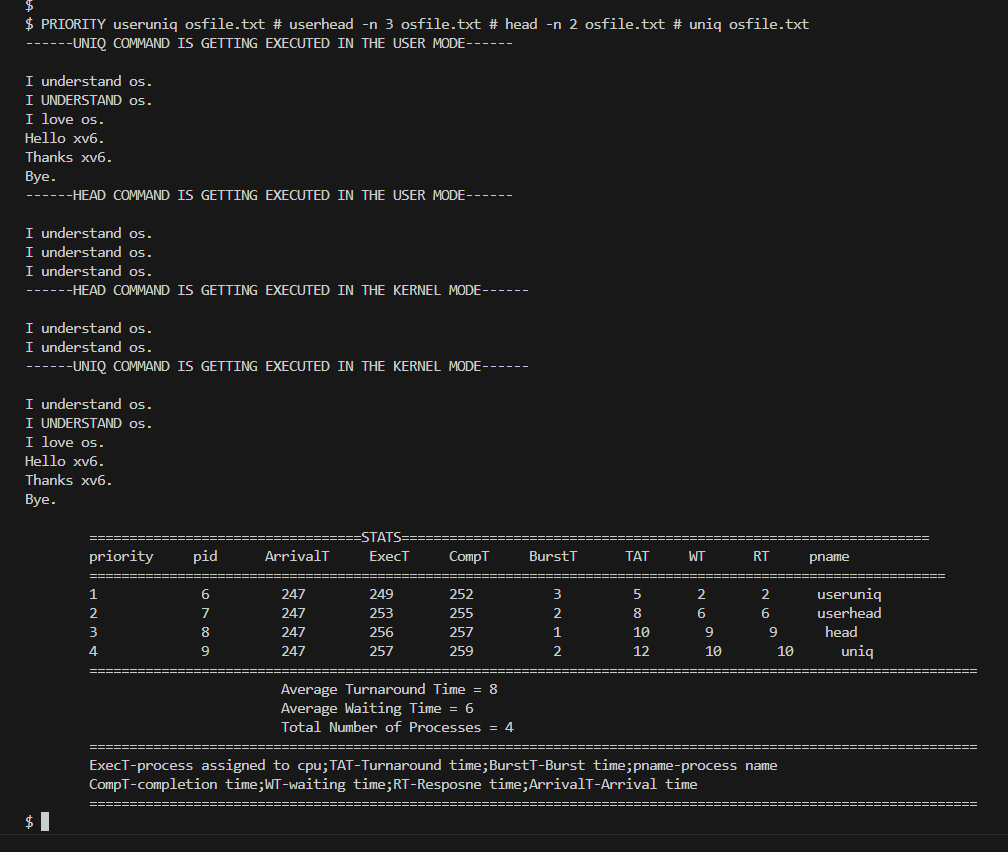 $
$ PRIORITY useruniq osfile.txt # userhead -n 3 osfile.txt # head -n 2 osfile.txt # uniq osfile.txt
------UNIQ COMMAND IS GETTING EXECUTED IN THE USER MODE------
I understand os.
I UNDERSTAND os.
I love os.
Hello xv6.
Thanks xv6.
Bye.
------HEAD COMMAND IS GETTING EXECUTED IN THE USER MODE------
I understand os.
I understand os.
I understand os.
------HEAD COMMAND IS GETTING EXECUTED IN THE KERNEL MODE------
I understand os.
I understand os.
------UNIQ COMMAND IS GETTING EXECUTED IN THE KERNEL MODE------
I understand os.
I UNDERSTAND os.
I love os.
Hello xv6.
Thanks xv6.
Bye.
==================================STATS==================================================================
priority pid ArrivalT ExecT CompT BurstT TAT WT RT pname
===========================================================================================================
1 6 247 249 252 3 5 2 2 useruniq
2 7 247 253 255 2 8 6 6 userhead
3 8 247 256 257 1 10 9 9 head
4 9 247 257 259 2 12 10 10 uniq
===============================================================================================================
Average Turnaround Time = 8
Average Waiting Time = 6
Total Number of Processes = 4
===============================================================================================================
ExecT-process assigned to cpu;TAT-Turnaround time;BurstT-Burst time;pname-process name
CompT-completion time;WT-waiting time;RT-Resposne time;ArrivalT-Arrival time
===============================================================================================================
$